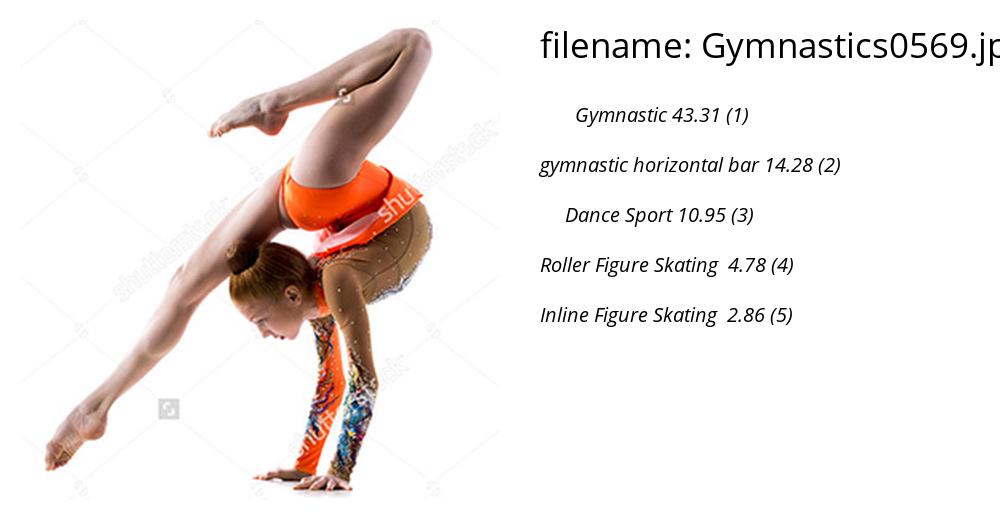 filename: Gymnastics0569.jp
Gymnastic 43.31 (1)
gymnastic horizontal bar 14.28 (2)
Dance Sport 10.95 (3)
Roller Figure Skating 4.78 (4)
Inline Figure Skating 2.86 (5)
shutterstock
shutterstock